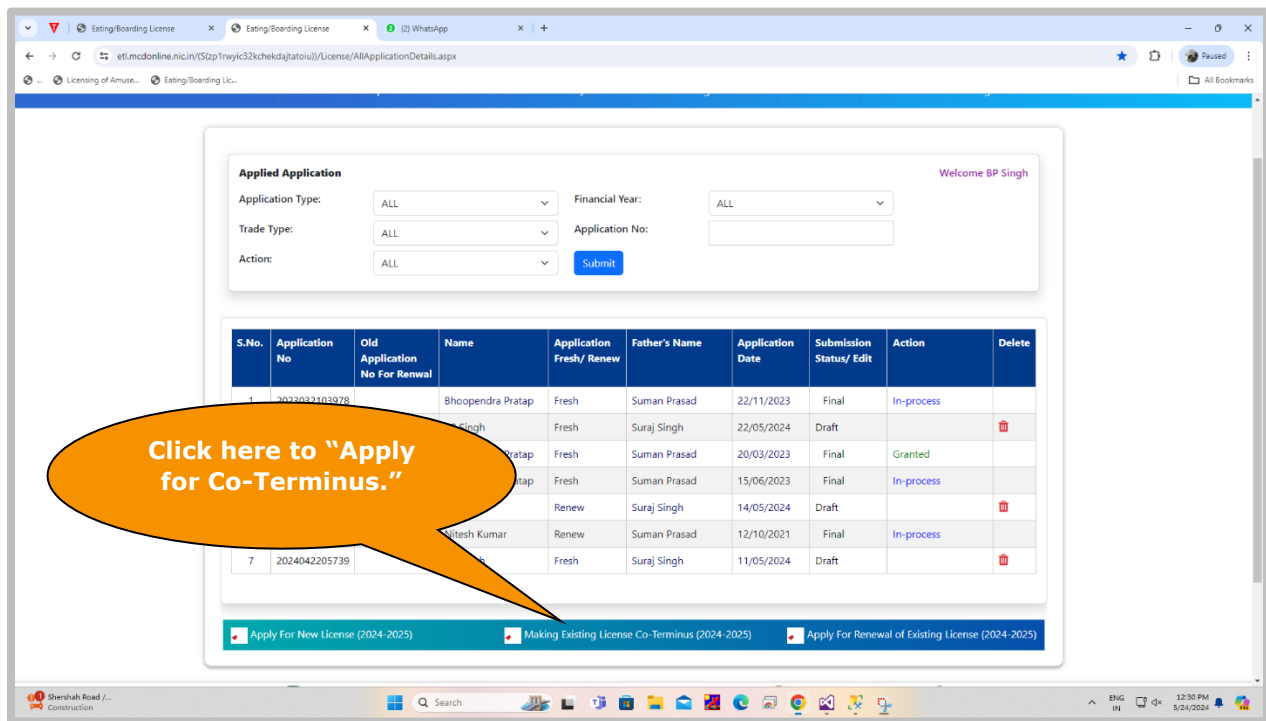 Eating/Boarding License
Eating/Boarding License
(2) WhatsApp
etl.mcdonline.nic.in/(S(zp1rwyic32kchekdajtatoiu))/License/AllApplicationDetails.aspx
Paused
Licensing of Amuse...
Eating/Boarding Lic...
All Bookmarks
Applied Application
Welcome BP Singh
Application Type: ALL Financial Year: ALL
Trade Type: ALL Application No:
Action: ALL Submit
S.No. Application No Old Application No For Renwal Name Application Fresh/ Renew Father's Name Application Date Submission Status/ Edit Action Delete
1 2023032103978 Bhoopendra Pratap Fresh Suman Prasad 22/11/2023 Final In-process
Singh Fresh Suraj Singh 22/05/2024 Draft
Pratap Fresh Suman Prasad 20/03/2023 Final Granted
Fresh Suman Prasad 15/06/2023 Final In-process
Renew Suraj Singh 14/05/2024 Draft
Nitesh Kumar Renew Suman Prasad 12/10/2021 Final In-process
7 2024042205739 Fresh Suraj Singh 11/05/2024 Draft
Click here to “Apply
for Co-Terminus.”
Apply For New License (2024-2025)
Making Existing License Co-Terminus (2024-2025)
Apply For Renewal of Existing License (2024-2025)
Shershah Road /...
Construction
Search
ENG
IN
12:30 PM
5/24/2024